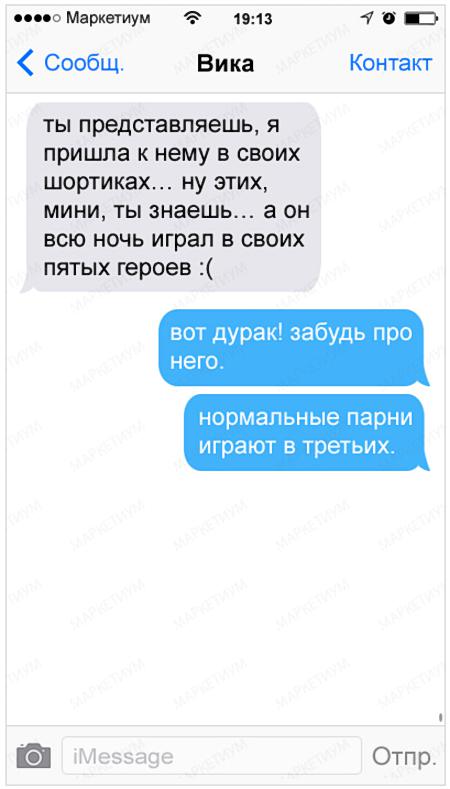 Маркетиум 19:13
Сообщ. Вика Контакт
ты представляешь, я
пришла к нему в своих
шортиках... ну этих,
мини, ты знаешь... а он
всю ночь играл в своих
пятых героев :(
вот дурак! забудь про
него.
нормальные парни
играют в третьих.
iMessage Отпр.
МАРКЕТИУМ